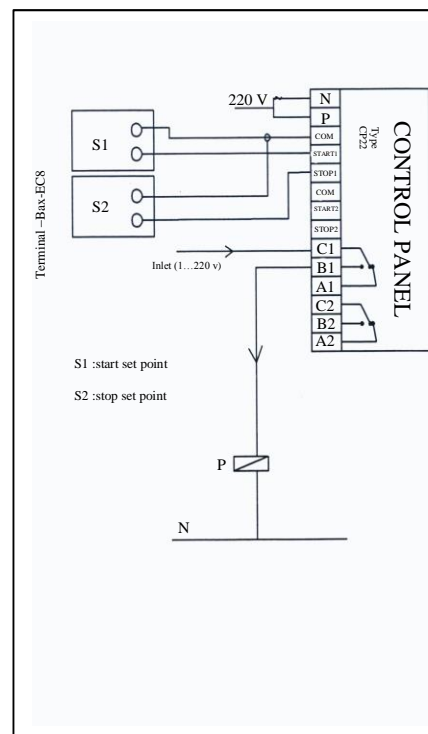 220 V ~
N
P
COM
START1
STOP1
COM
START2
STOP2
C1
B1
A1
C2
B2
A2
Type
CP22
CONTROL PANEL
S1
S2
Terminal –Bax-EC8
Inlet (1…220 v)
S1 :start set point
S2 :stop set point
P
N